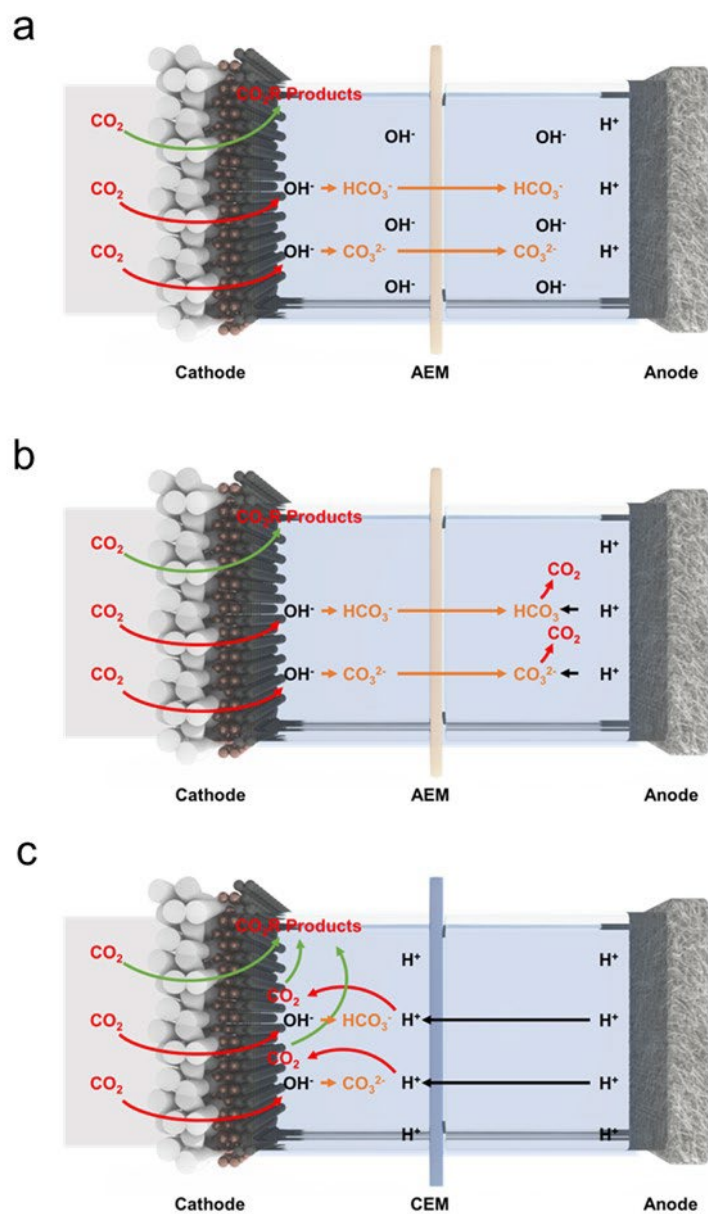 a
CO₂R Products
CO₂ OH⁻ OH⁻ H⁺
CO₂ OH⁻ HCO₃⁻ HCO₃⁻ H⁺
OH⁻ OH⁻
CO₂ OH⁻ CO₃²⁻ CO₃²⁻ H⁺
OH⁻ OH⁻
Cathode AEM Anode
b
CO₂R Products
CO₂ H⁺
CO₂
CO₂ OH⁻ HCO₃⁻ HCO₃ H⁺
CO₂
CO₂ OH⁻ CO₃²⁻ CO₃²⁻ H⁺
Cathode AEM Anode
c
CO₂R Products
CO₂ H⁺ H⁺
CO₂
CO₂ OH⁻ HCO₃⁻ H⁺ H⁺
CO₂
CO₂ OH⁻ CO₃²⁻ H⁺ H⁺
H⁺ H⁺
Cathode CEM Anode